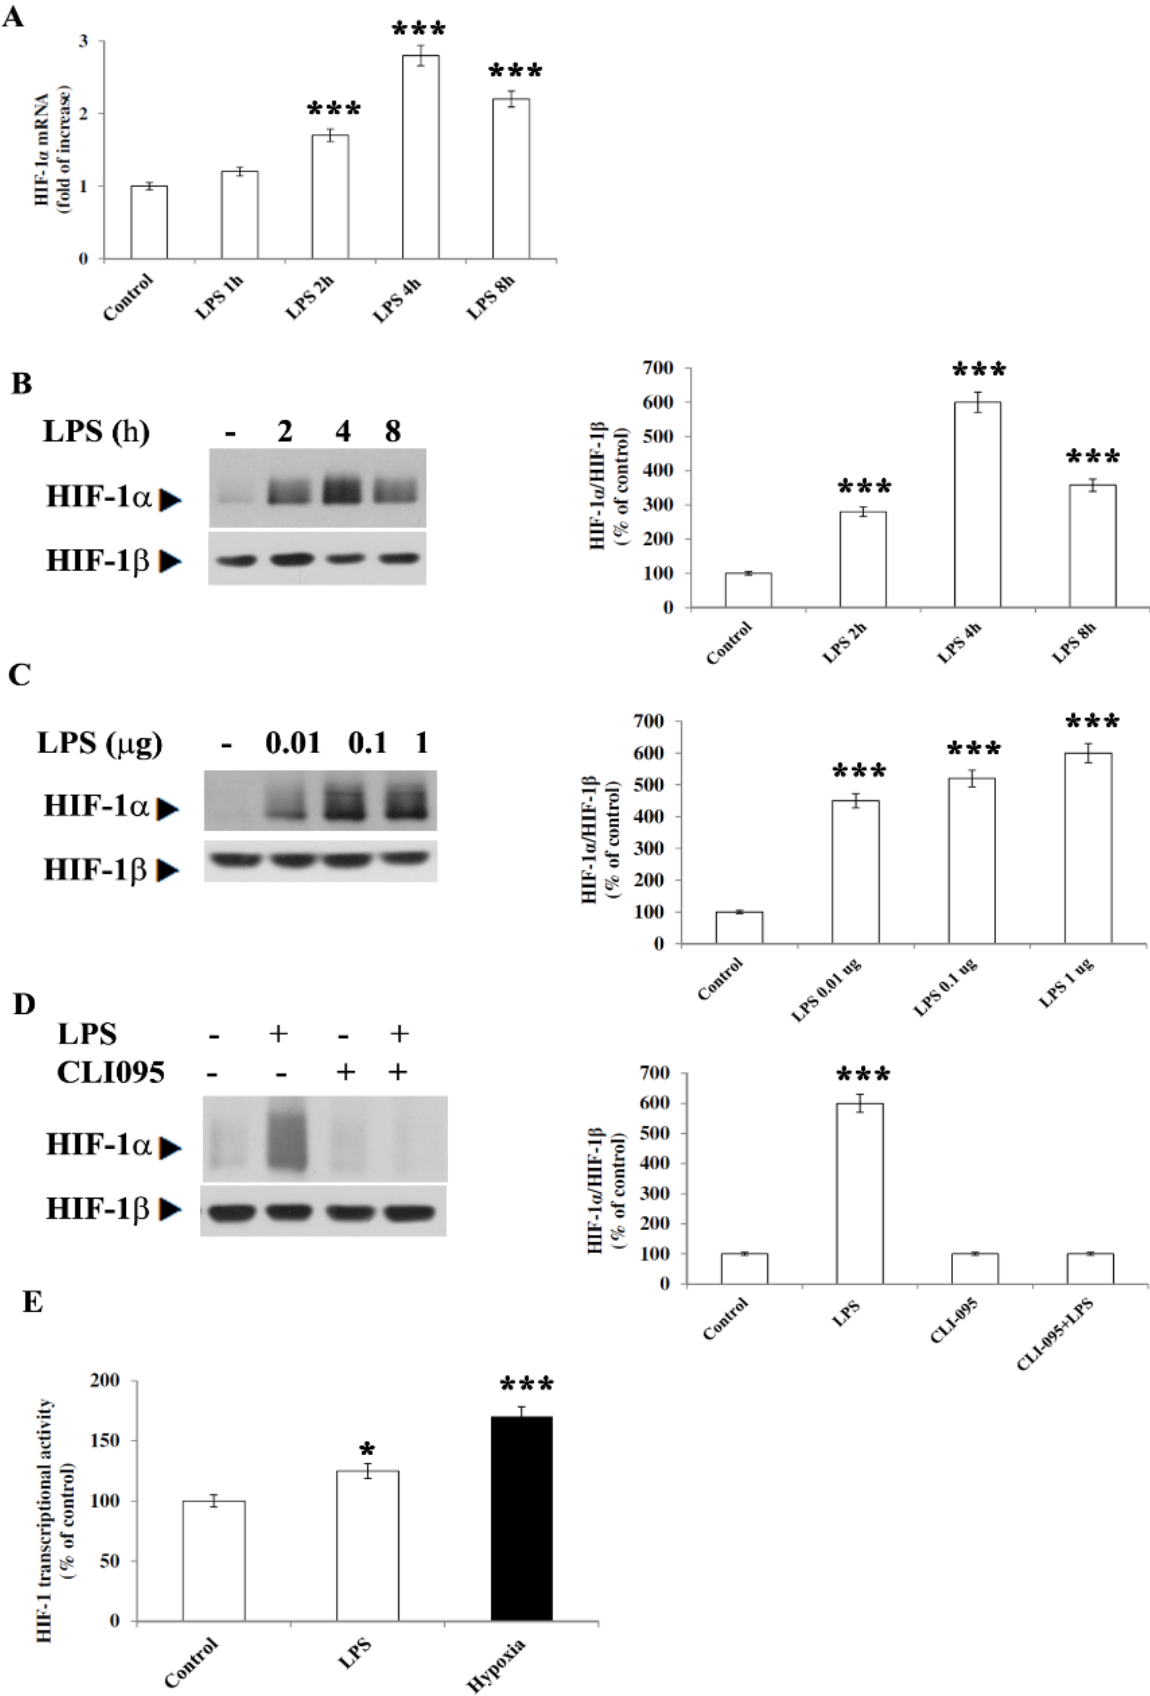 A
***
***
***
3
2
1
0
HIF-1α mRNA
(fold of increase)
Control
LPS 1h
LPS 2h
LPS 4h
LPS 8h
B
LPS (h) - 2 4 8
HIF-1α
HIF-1β
700
600
500
400
300
200
100
0
HIF-1α/HIF-1β
(% of control)
***
***
***
Control
LPS 2h
LPS 4h
LPS 8h
C
LPS (μg) - 0.01 0.1 1
HIF-1α
HIF-1β
700
600
500
400
300
200
100
0
HIF-1α/HIF-1β
(% of control)
***
***
***
Control
LPS 0.01 ug
LPS 0.1 ug
LPS 1 ug
D
LPS - + - +
CLI095 - - + +
HIF-1α
HIF-1β
700
600
500
400
300
200
100
0
HIF-1α/HIF-1β
(% of control)
***
Control
LPS
CLI-095
CLI-095+LPS
E
200
150
100
50
0
HIF-1 transcriptional activity
(% of control)
*
***
Control
LPS
Hypoxia